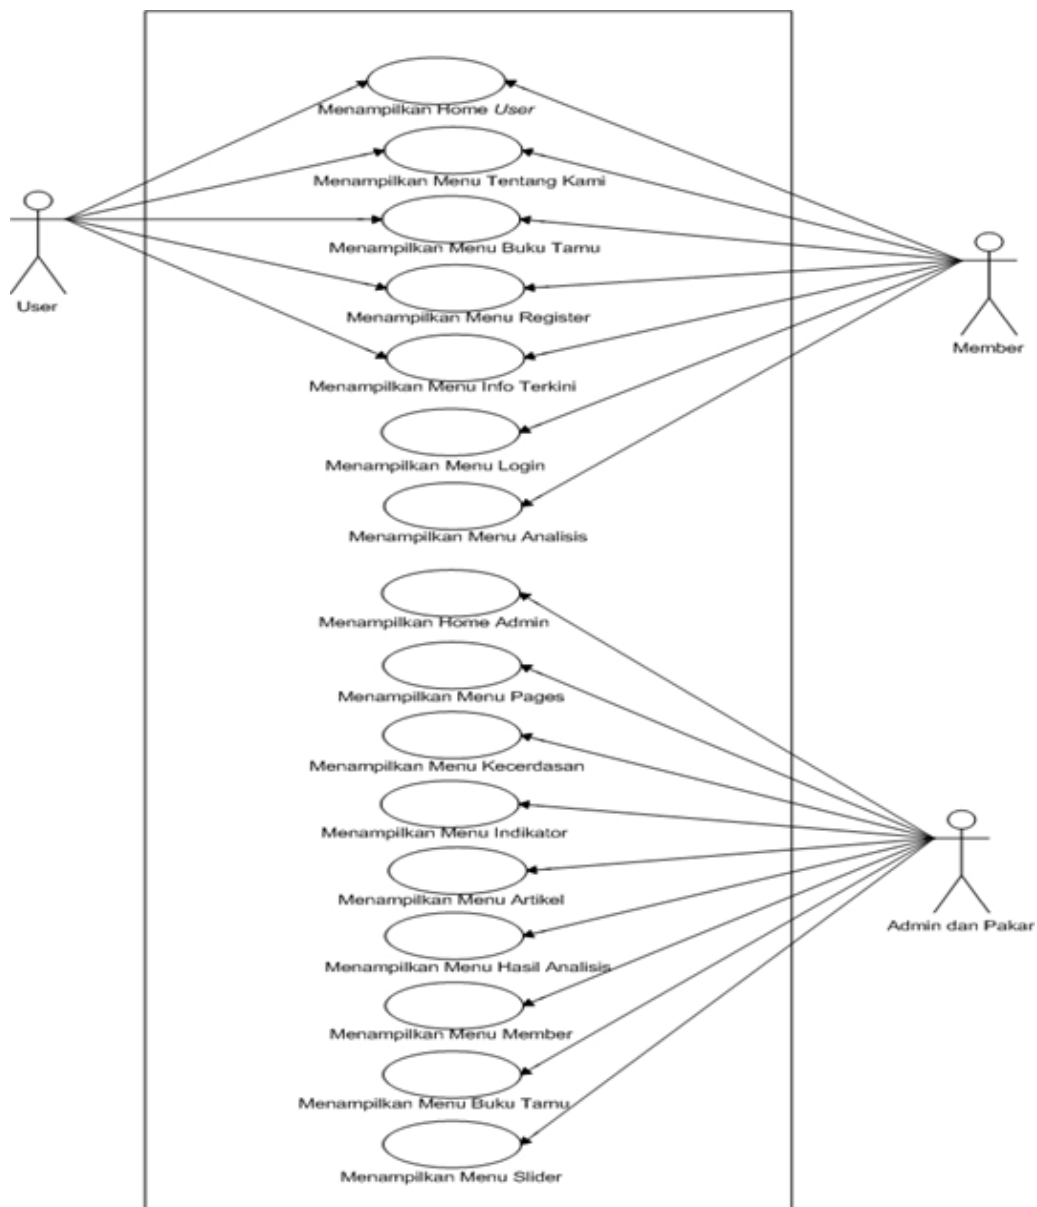 Menampilkan Home User
Menampilkan Menu Tentang Kami
Menampilkan Menu Buku Tamu
User
Menampilkan Menu Register
Member
Menampilkan Menu Info Terkini
Menampilkan Menu Login
Menampilkan Menu Analisis
Menampilkan Home Admin
Menampilkan Menu Pages
Menampilkan Menu Kecerdasan
Menampilkan Menu Indikator
Menampilkan Menu Artikel
Admin dan Pakar
Menampilkan Menu Hasil Analisis
Menampilkan Menu Member
Menampilkan Menu Buku Tamu
Menampilkan Menu Slider